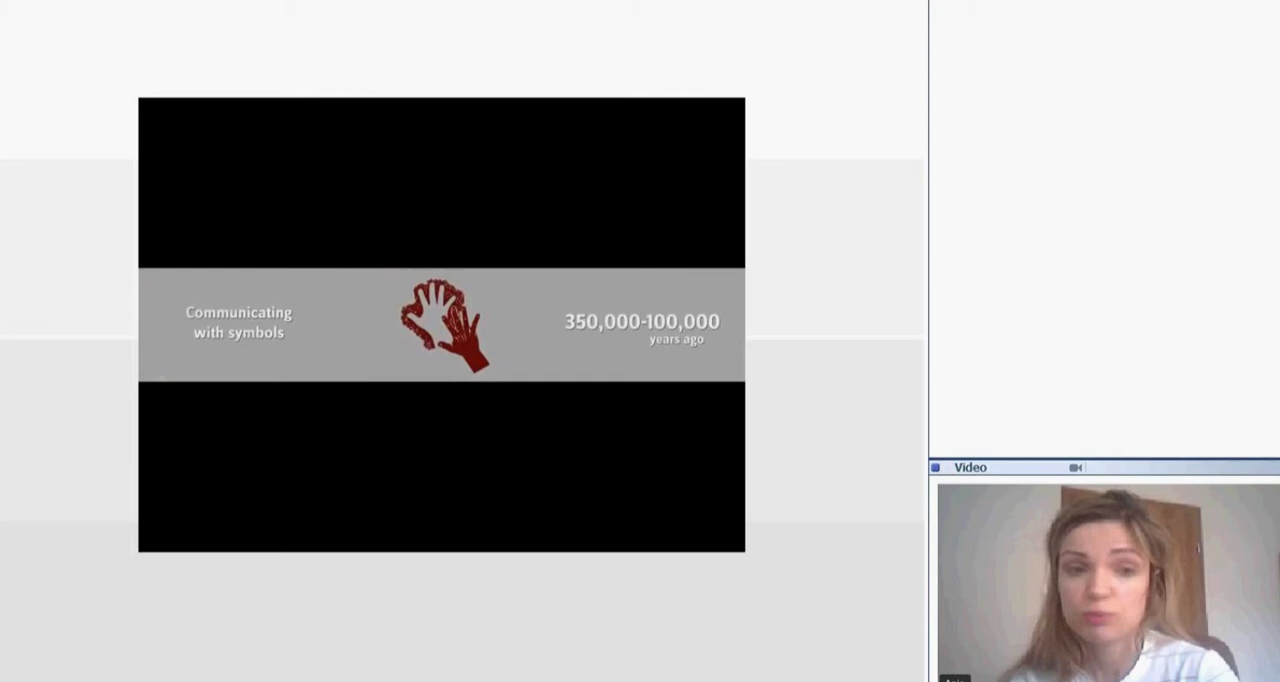 Communicating
with symbols
350,000-100,000
years ago
Video